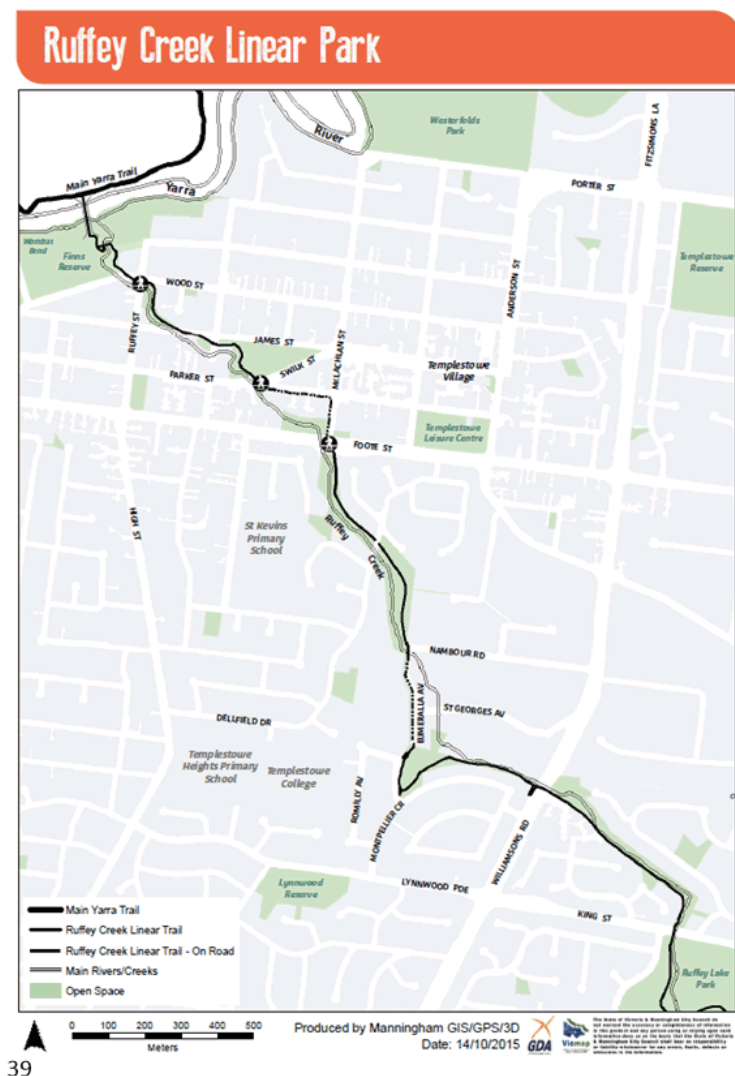 Ruffey Creek Linear Park
Westerfolds
Park
River
FITZSIMONS LA
Main Yarra Trail
Yarra
PORTER ST
Wombat
Bend
Finns
Reserve
Templestowe
Reserve
WOOD ST
ANDERSON ST
RUFFEY ST
JAMES ST
MCLACHLAN ST
SWILK ST
PARKER ST
Templestowe
Village
Templestowe
Leisure Centre
FOOTE ST
HIGH ST
St Kevins
Primary
School
Ruffey
Creek
NAMBOUR RD
EUMERALLA AV
ST GEORGES AV
DELLFIELD DR
Templestowe
Heights Primary
School
Templestowe
College
ROMILLY AV
MONTPELLIER CR
WILLIAMSONS RD
LYNNWOOD PDE
Lynnwood
Reserve
KING ST
Ruffey Lake
Park
Main Yarra Trail
Ruffey Creek Linear Trail
Ruffey Creek Linear Trail - On Road
Main Rivers/Creeks
Open Space
0 100 200 300 400 500
Meters
Produced by Manningham GIS/GPS/3D
Date: 14/10/2015
GDA
Vicmap
39